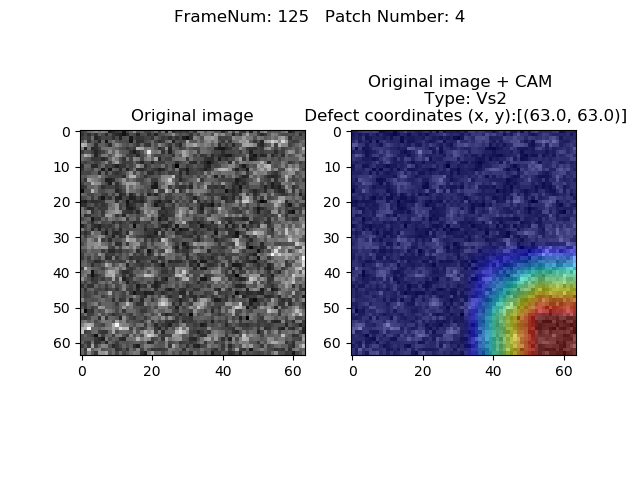 FrameNum: 125   Patch Number: 4
Original image
Original image + CAM
Type: Vs2
Defect coordinates (x, y):[(63.0, 63.0)]
0
10
20
30
40
50
60
0 20 40 60
0
10
20
30
40
50
60
0 20 40 60